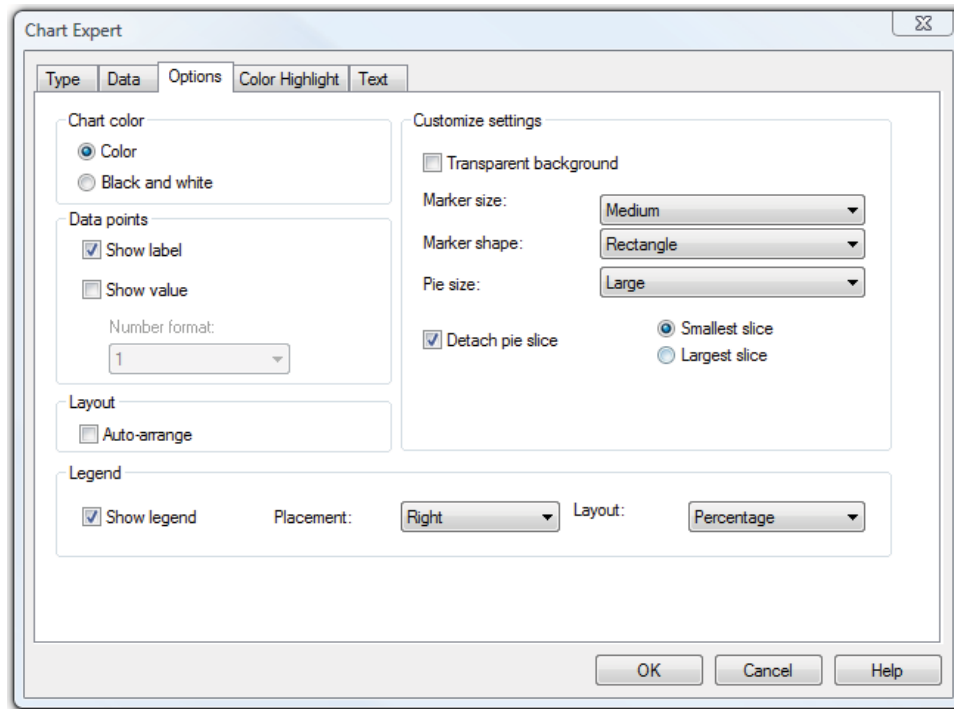 Chart Expert
Type Data Options Color Highlight Text
Chart color
Color
Black and white
Data points
Show label
Show value
Number format:
1
Layout
Auto-arrange
Customize settings
Transparent background
Marker size: Medium
Marker shape: Rectangle
Pie size: Large
Detach pie slice
Smallest slice
Largest slice
Legend
Show legend Placement: Right Layout: Percentage
OK Cancel Help